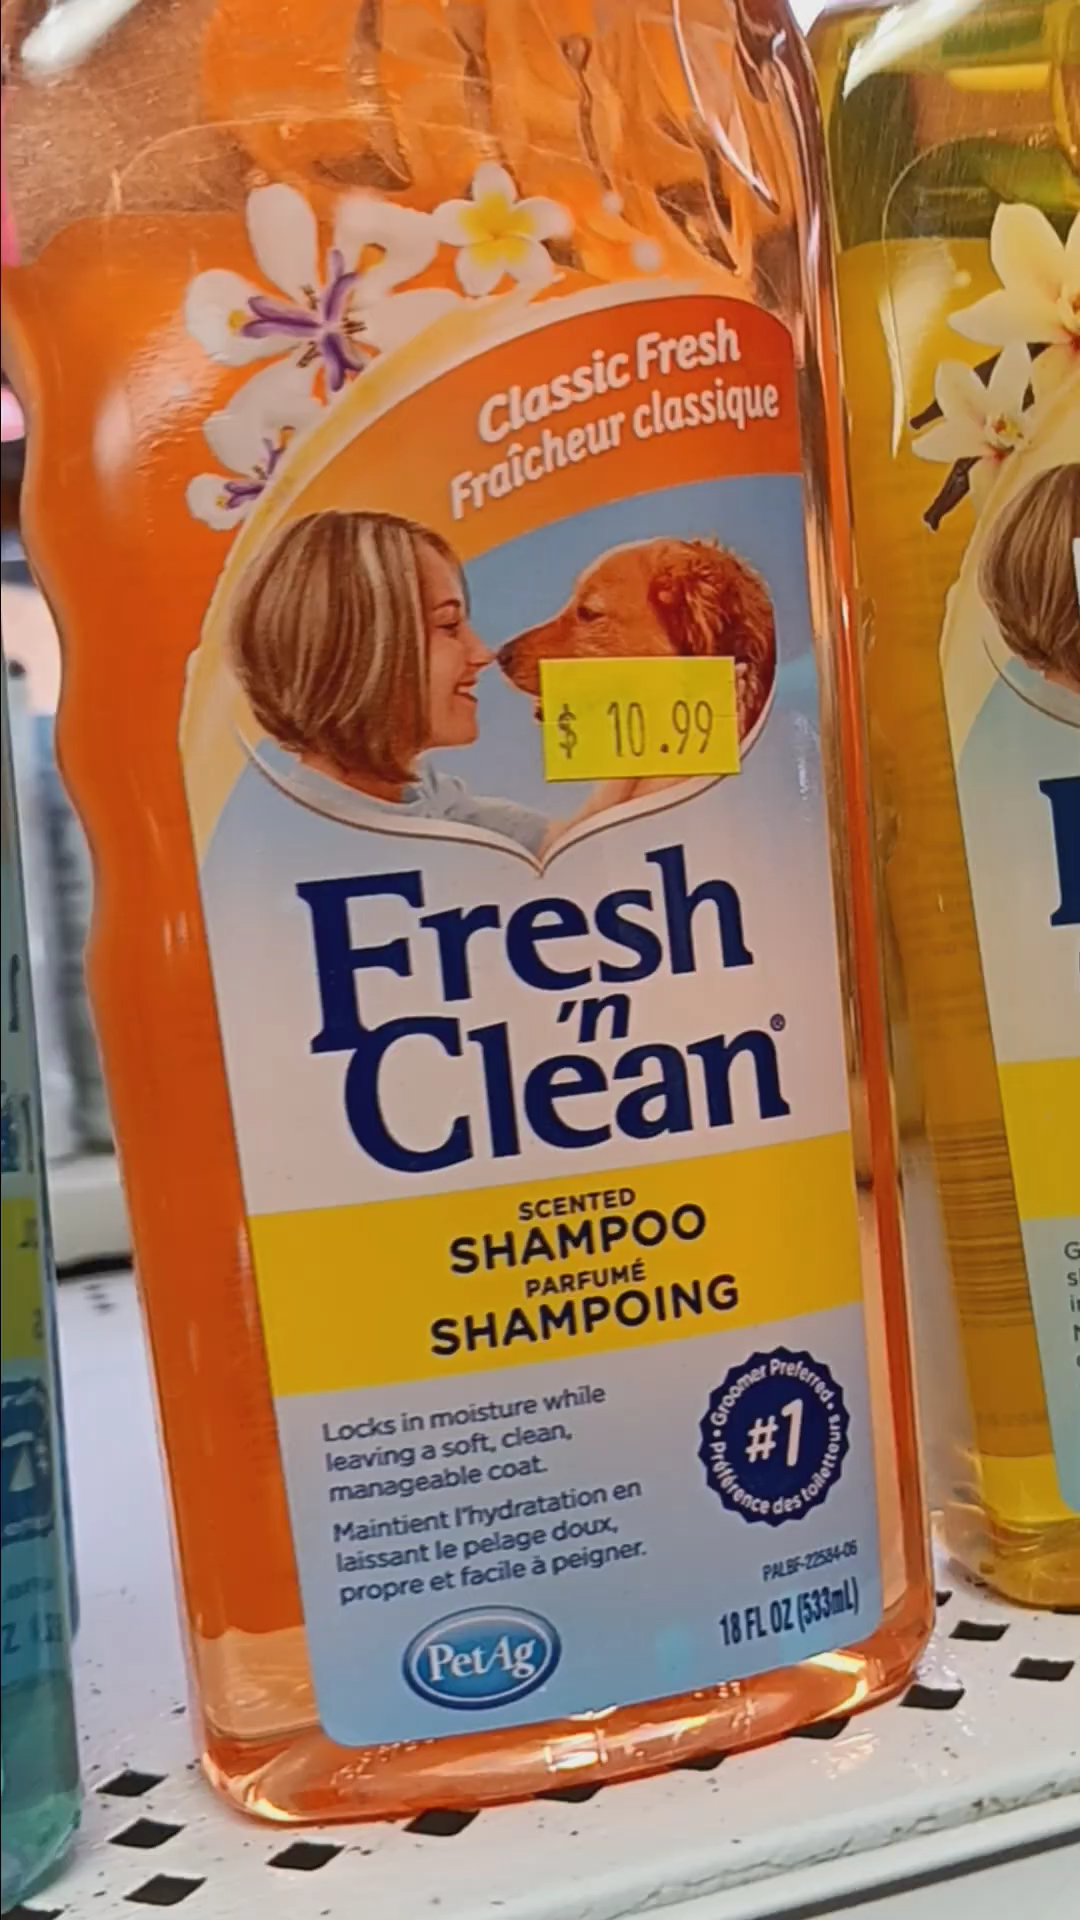 Classic Fresh
Fraîcheur classique
$ 10.99
Fresh
'n
Clean®
SCENTED
SHAMPOO
PARFUMÉ
SHAMPOING
Locks in moisture while
leaving a soft, clean,
manageable coat.
Maintient l'hydratation en
laissant le pelage doux,
propre et facile à peigner.
• Groomer Preferred •
#1
préférence des toiletteurs
PALBF-22584-06
18 FL OZ (533mL)
PetAg